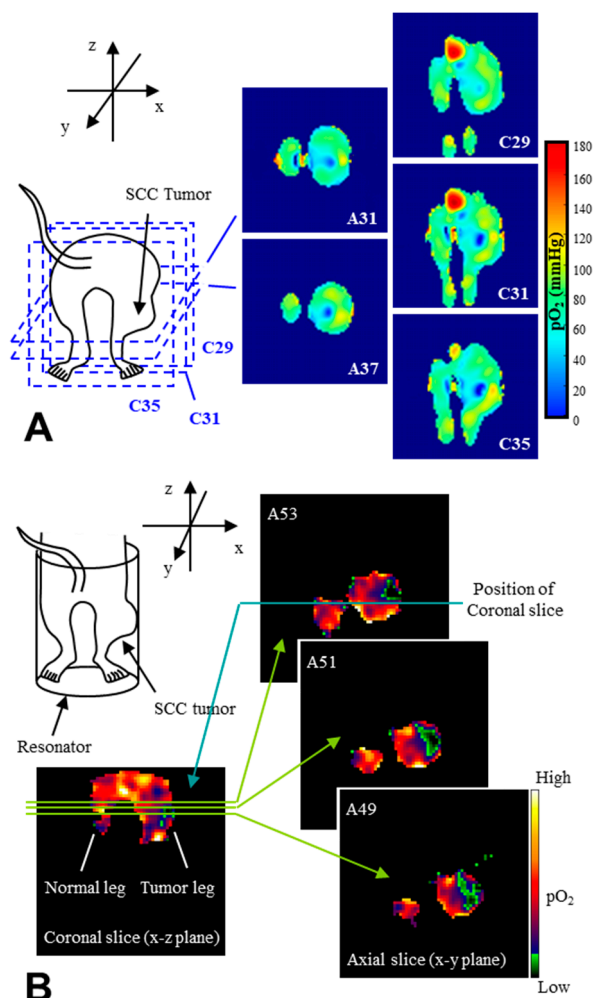 z
x
y
SCC Tumor
C29
C31
C35
A
A31
A37
C29
C31
C35
180
160
140
120
100
80
60
40
20
0
pO2 (mmHg)
z
x
y
SCC tumor
Resonator
A53
Position of
Coronal slice
A51
A49
Normal leg
Tumor leg
Coronal slice (x-z plane)
Axial slice (x-y plane)
High
pO2
Low
B